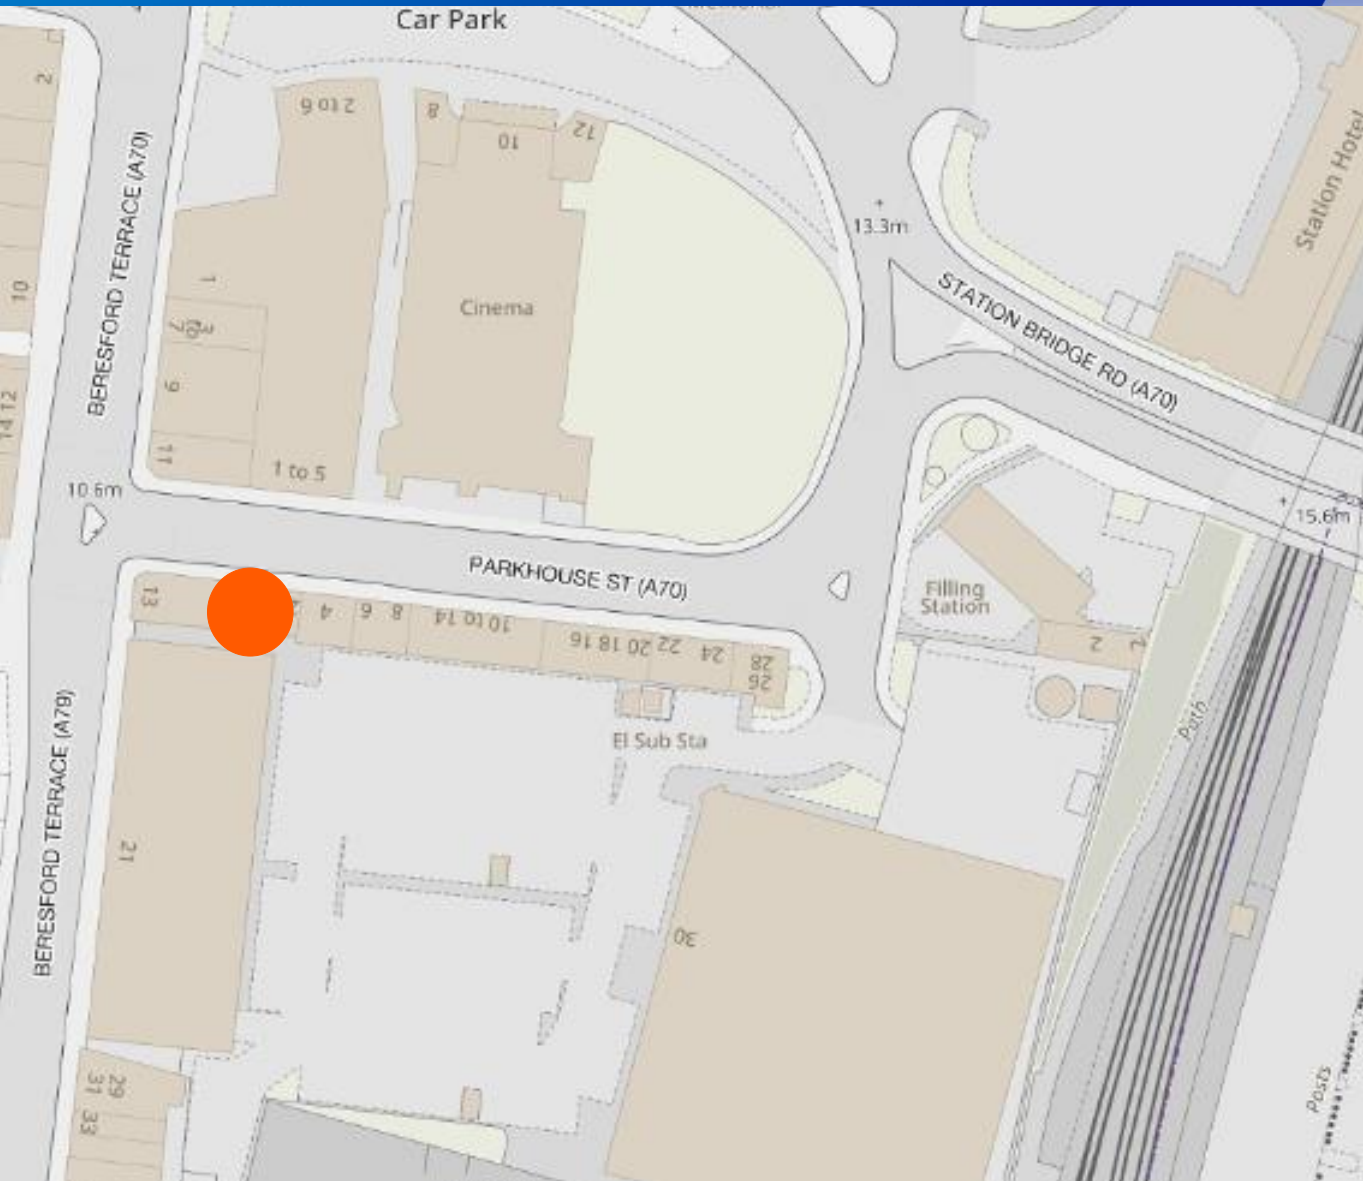 Car Park
2
2 to 6
8
10
12
BERESFORD TERRACE (A70)
13.3m
Station Hotel
1
10
Cinema
STATION BRIDGE RD (A70)
3 to 7
9
14 12
11
1 to 5
10.6m
15.6m
PARKHOUSE ST (A70)
13
4
6
8
10 to 14
16 18 20
22
24
28
26
Filling
Station
2
El Sub Sta
Path
BERESFORD TERRACE (A79)
21
30
29
31
33
Posts